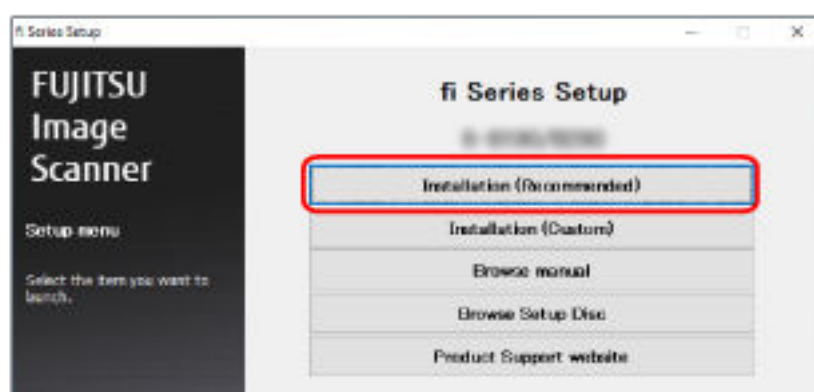 fi Series Setup
FUJITSU
Image
Scanner
Setup menu
Select the item you want to
launch.
fi Series Setup
Installation (Recommended)
Installation (Custom)
Browse manual
Browse Setup Disc
Product Support website